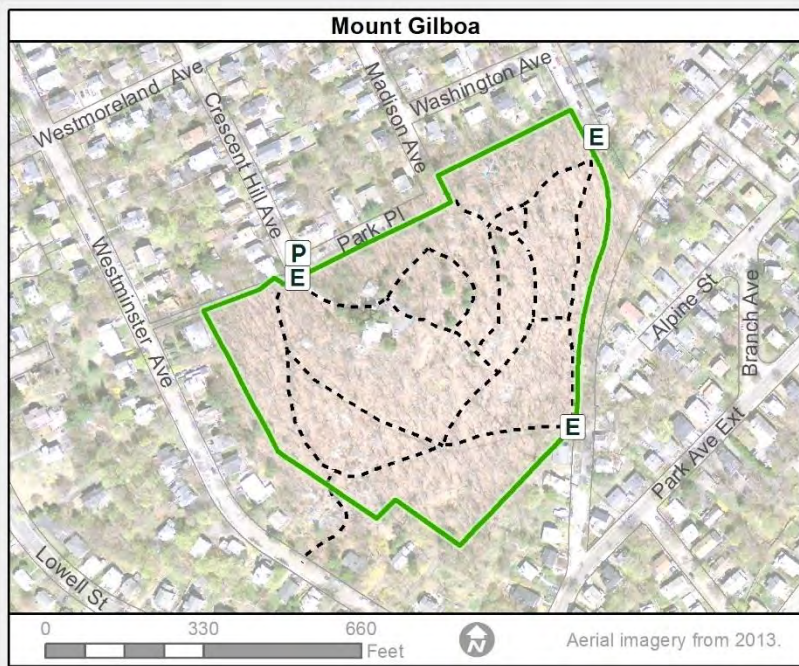 Mount Gilboa
Westmoreland Ave
Crescent Hill Ave
Madison Ave
Washington Ave
E
P
E
Park Pl
Westminster Ave
Alpine St
Branch Ave
E
Park Ave Ext
Lowell St
0 330 660
Feet
N
Aerial imagery from 2013.